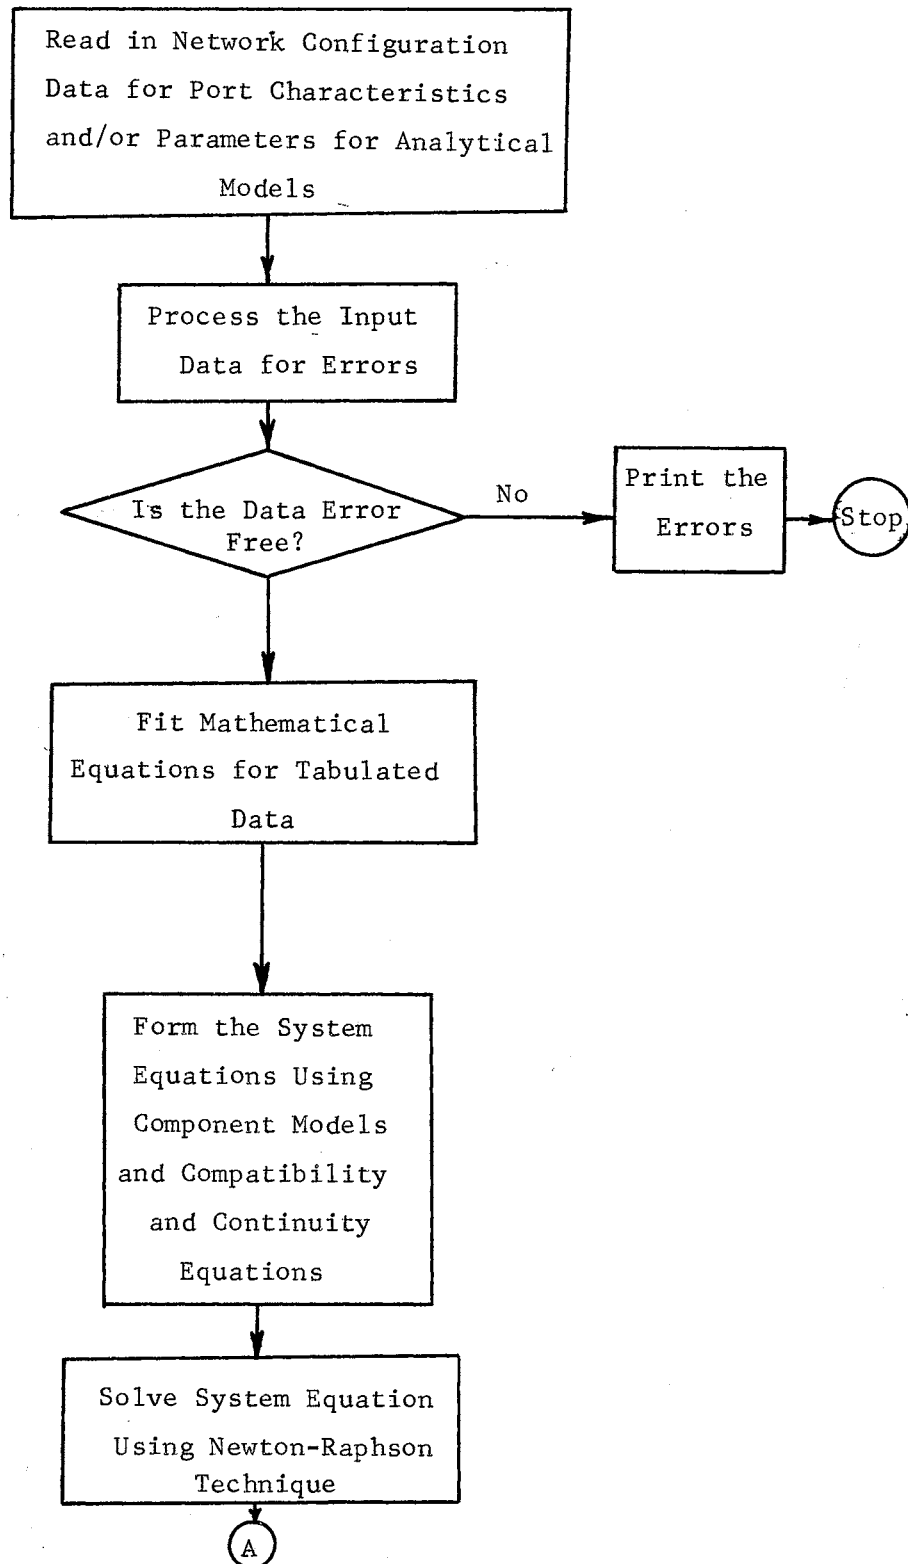 Read in Network Configuration
Data for Port Characteristics
and/or Parameters for Analytical
Models
Process the Input
Data for Errors
Is the Data Error
Free?
No
Print the
Errors
Stop
Fit Mathematical
Equations for Tabulated
Data
Form the System
Equations Using
Component Models
and Compatibility
and Continuity
Equations
Solve System Equation
Using Newton-Raphson
Technique
A